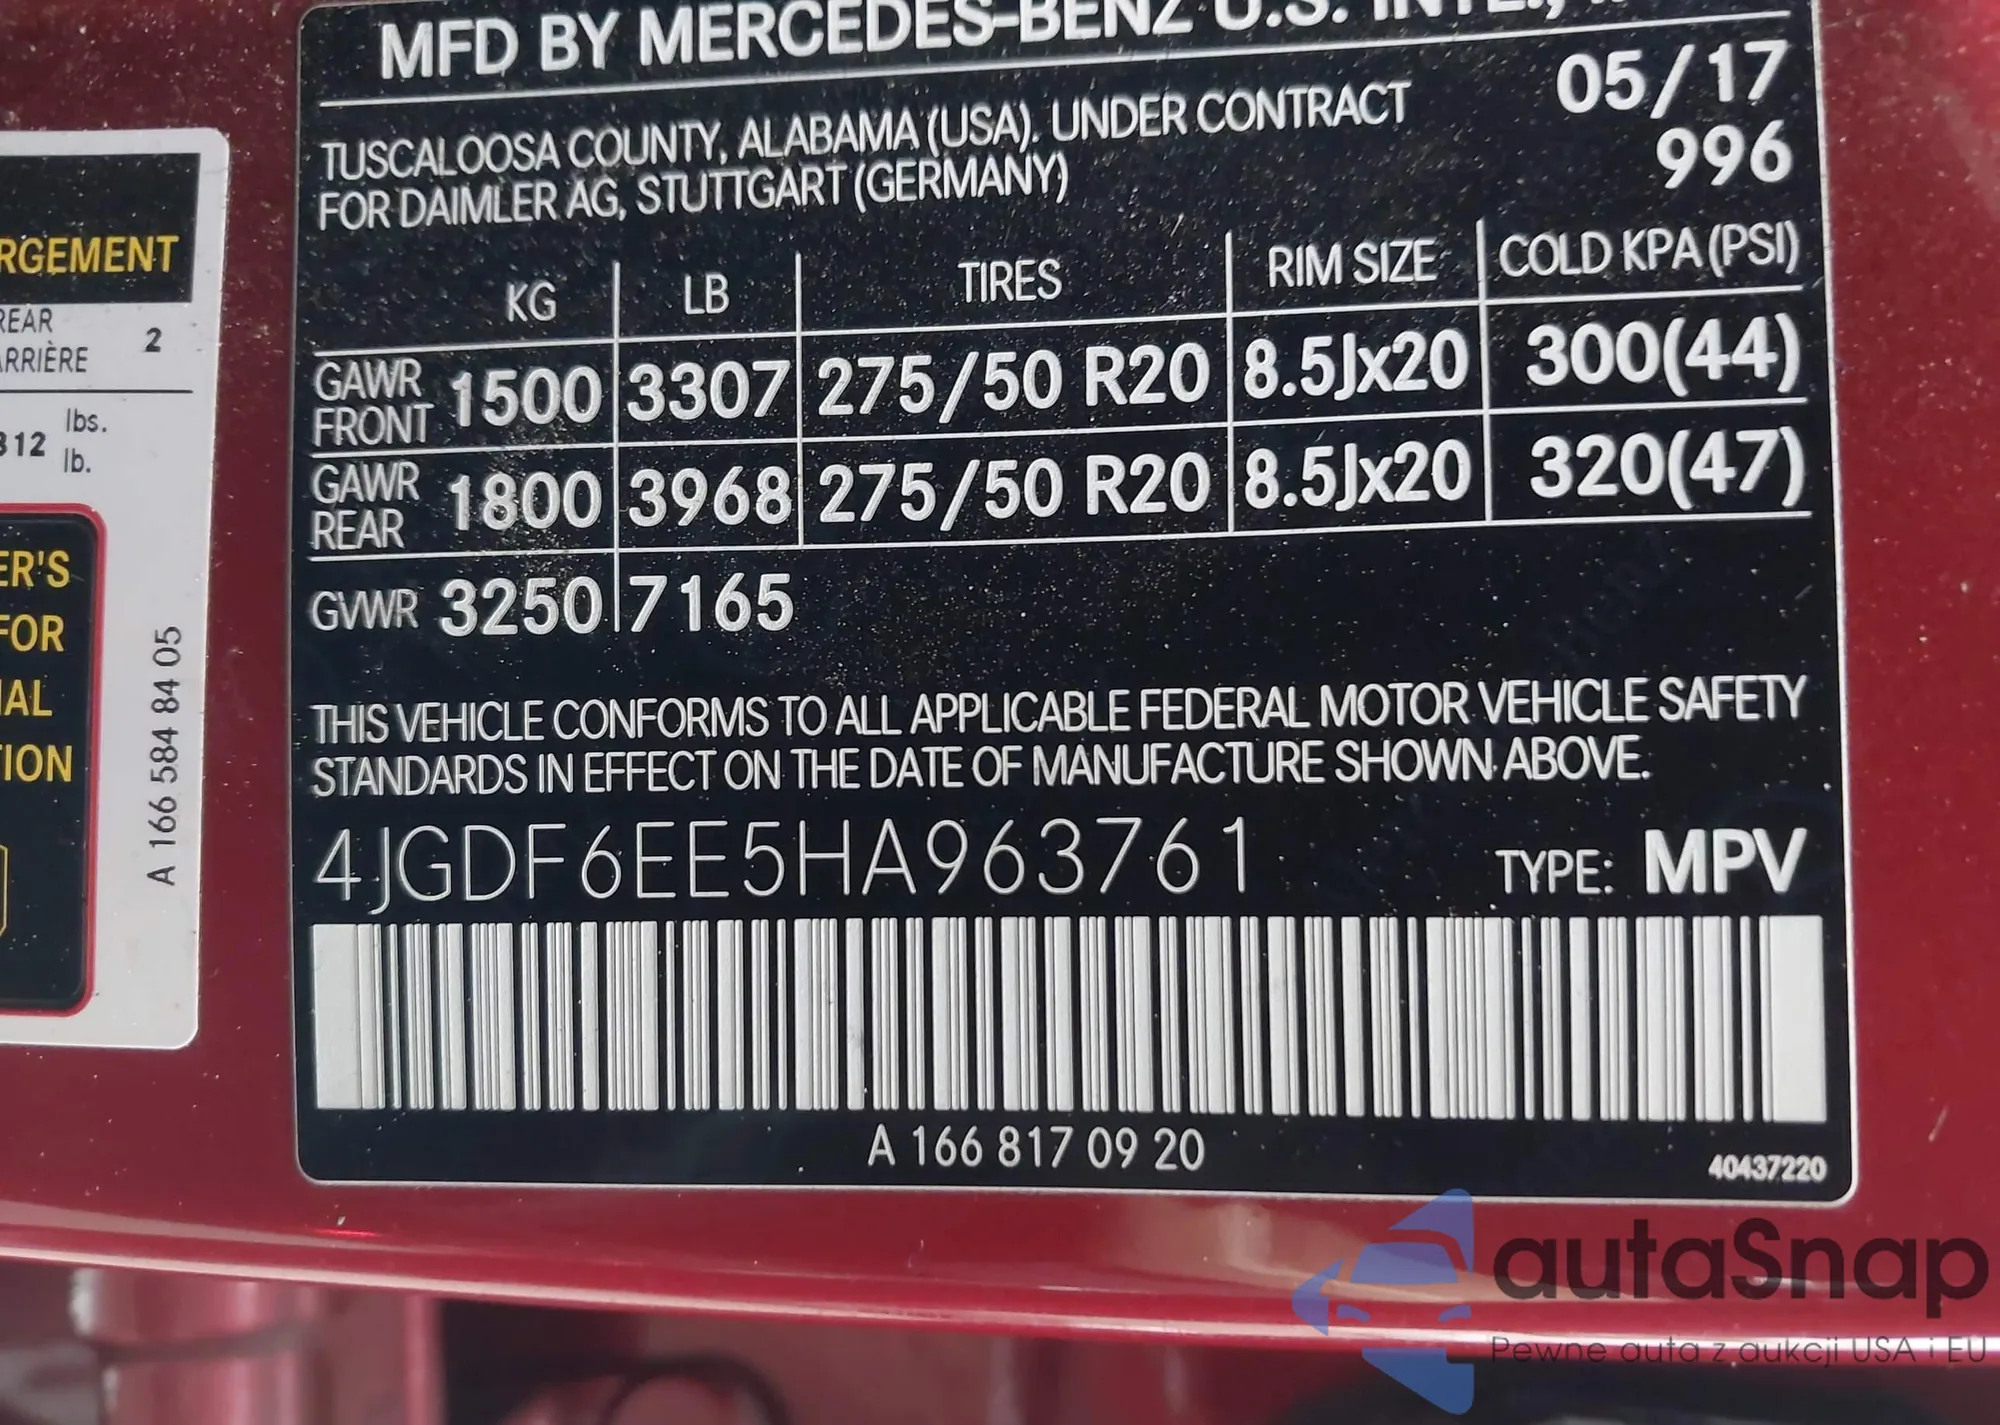 MFD BY MERCEDES-BENZ U.S. INTL.,
05/17
TUSCALOOSA COUNTY, ALABAMA (USA). UNDER CONTRACT
996
FOR DAIMLER AG, STUTTGART (GERMANY)
KG LB TIRES RIM SIZE COLD KPA (PSI)
GAWR FRONT 1500 3307 275/50 R20 8.5Jx20 300(44)
GAWR REAR 1800 3968 275/50 R20 8.5Jx20 320(47)
GVWR 3250 7165
THIS VEHICLE CONFORMS TO ALL APPLICABLE FEDERAL MOTOR VEHICLE SAFETY
STANDARDS IN EFFECT ON THE DATE OF MANUFACTURE SHOWN ABOVE.
4JGDF6EE5HA963761 TYPE: MPV
A 166 817 09 20
40437220
RGEMENT
REAR 2
ARRIÈRE
312 lbs.
lb.
ER'S
FOR
IAL
TION
A 166 584 84 05
autaSnap
Pewne auta z aukcji USA i EU